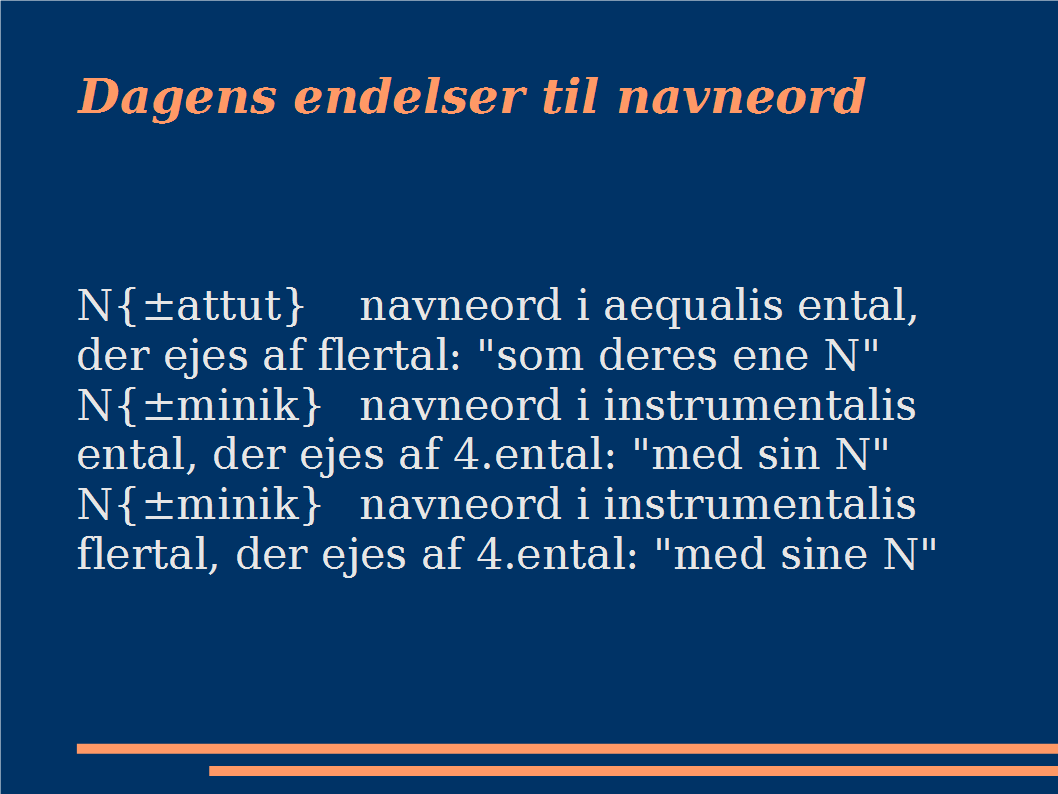 Dagens endelser til navneord
N{±attut} navneord i aequalis ental,
der ejes af flertal: "som deres ene N"
N{±minik} navneord i instrumentalis
ental, der ejes af 4.ental: "med sin N"
N{±minik} navneord i instrumentalis
flertal, der ejes af 4.ental: "med sine N"